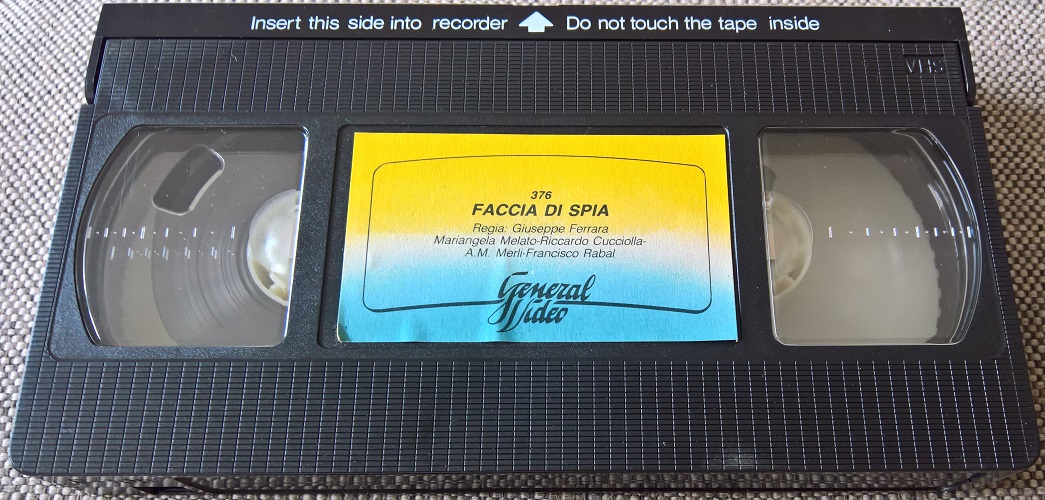 Insert this side into recorder Do not touch the tape inside
VHS
376
FACCIA DI SPIA
Regia: Giuseppe Ferrara
Mariangela Melato-Riccardo Cucciolla-
A.M. Merli-Francisco Rabal
General
Video